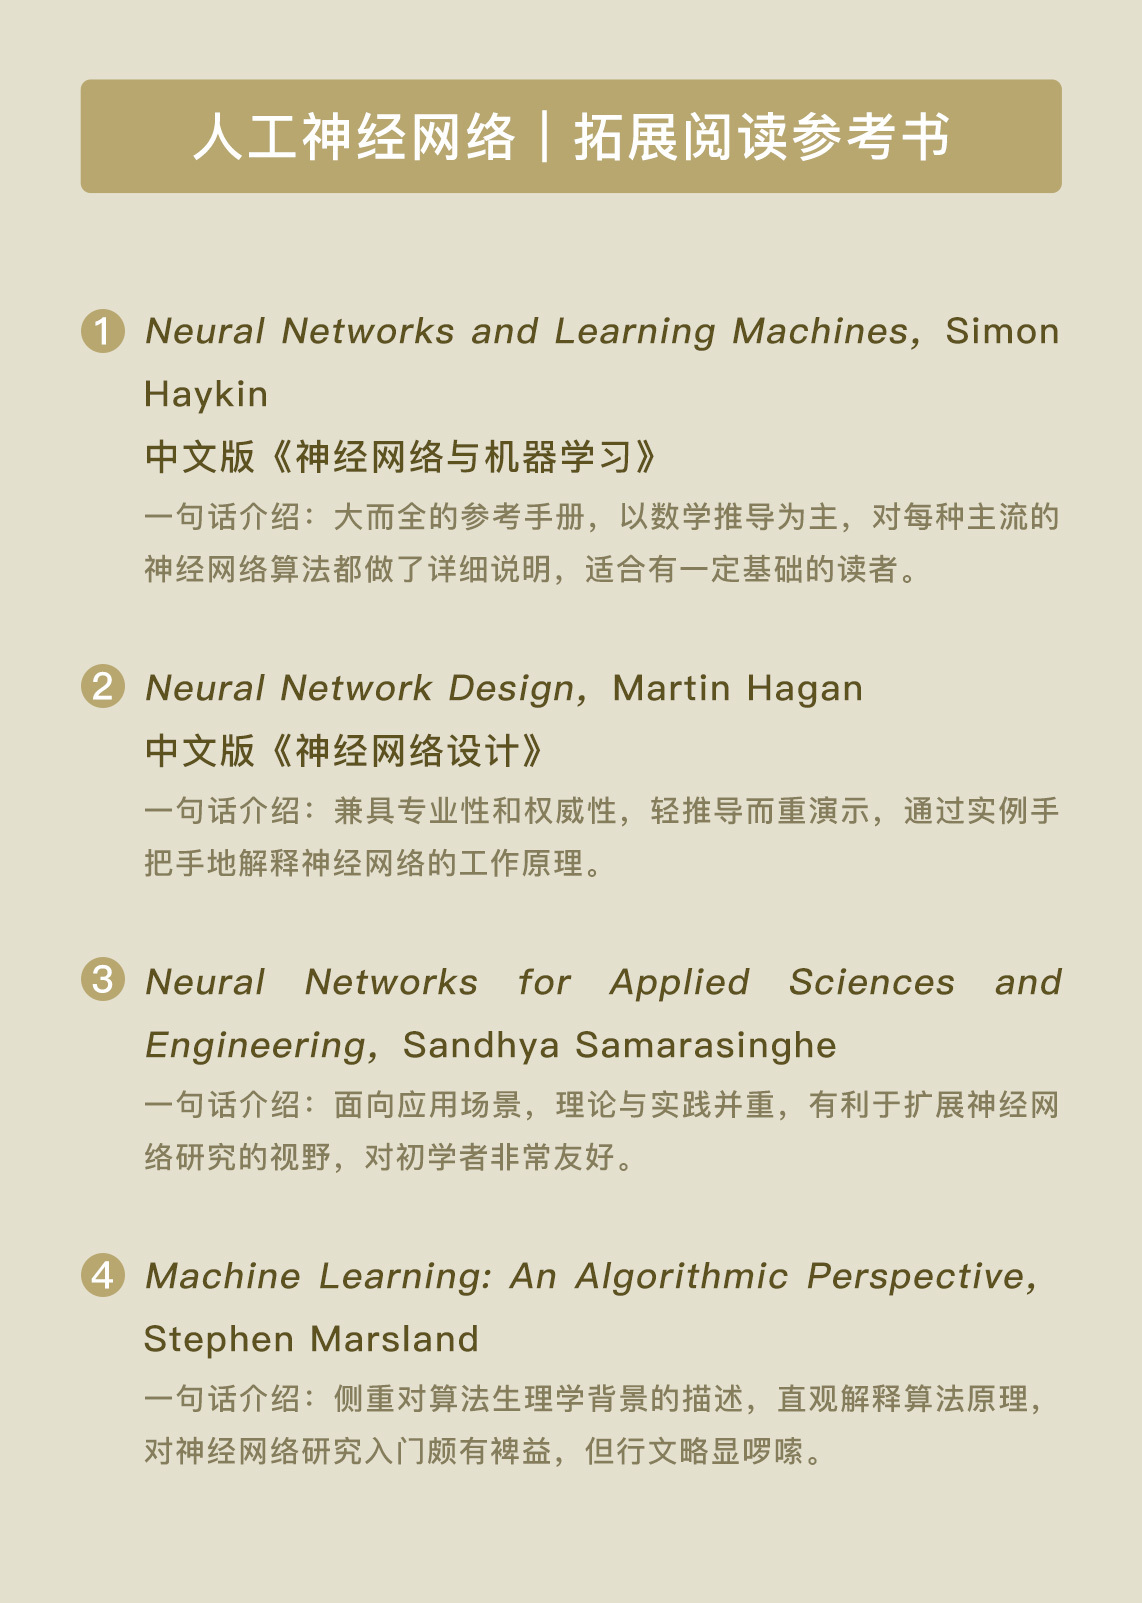 人工神经网络｜拓展阅读参考书
1 Neural Networks and Learning Machines，Simon
Haykin
中文版《神经网络与机器学习》
一句话介绍：大而全的参考手册，以数学推导为主，对每种主流的
神经网络算法都做了详细说明，适合有一定基础的读者。
2 Neural Network Design，Martin Hagan
中文版《神经网络设计》
一句话介绍：兼具专业性和权威性，轻推导而重演示，通过实例手
把手地解释神经网络的工作原理。
3 Neural Networks for Applied Sciences and
Engineering，Sandhya Samarasinghe
一句话介绍：面向应用场景，理论与实践并重，有利于扩展神经网
络研究的视野，对初学者非常友好。
4 Machine Learning: An Algorithmic Perspective，
Stephen Marsland
一句话介绍：侧重对算法生理学背景的描述，直观解释算法原理，
对神经网络研究入门颇有裨益，但行文略显啰嗦。